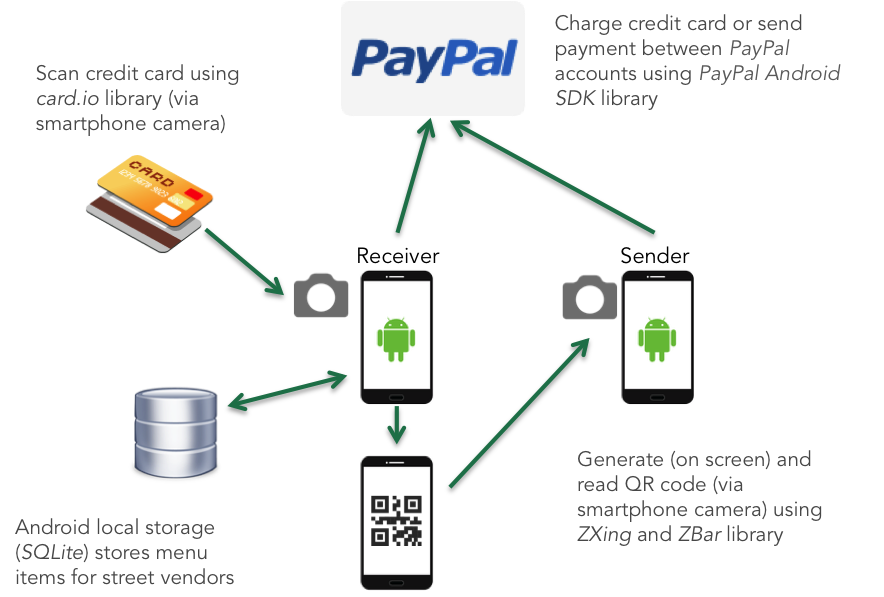 PayPal
Charge credit card or send
payment between PayPal
accounts using PayPal Android
SDK library
Scan credit card using
card.io library (via
smartphone camera)
CARD
Receiver
Sender
Generate (on screen) and
read QR code (via
smartphone camera) using
ZXing and ZBar library
Android local storage
(SQLite) stores menu
items for street vendors